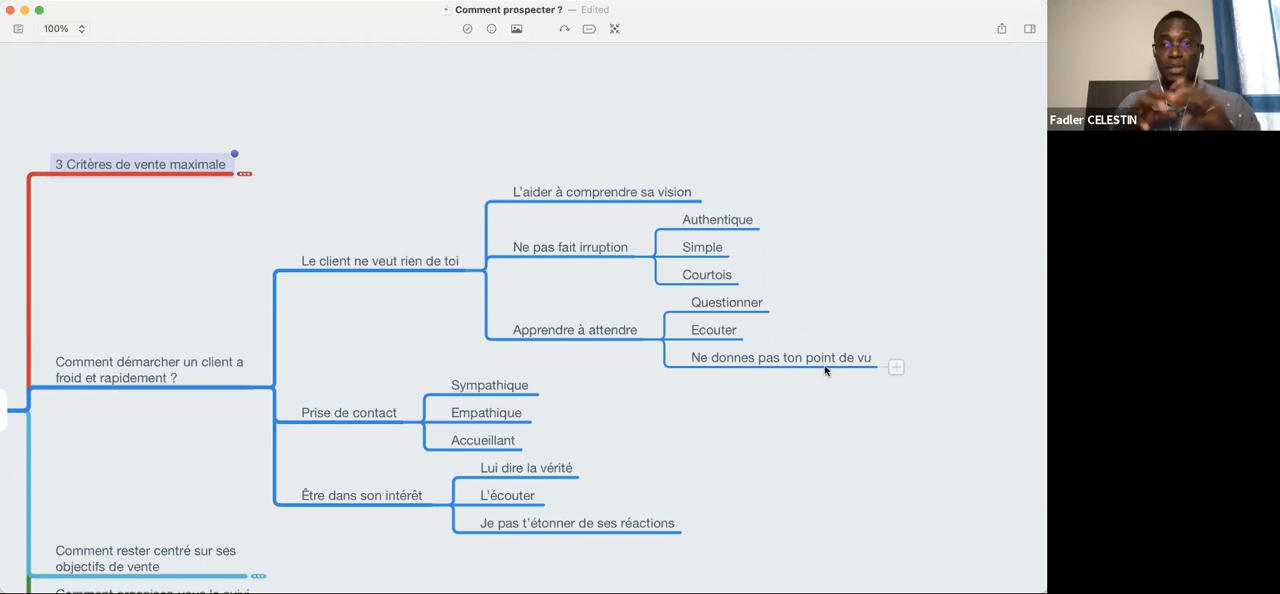 Comment prospecter ? — Edited
100%
Fadler CELESTIN
3 Critères de vente maximale
L'aider à comprendre sa vision
Authentique
Ne pas fait irruption
Simple
Le client ne veut rien de toi
Courtois
Questionner
Apprendre à attendre
Ecouter
Ne donnes pas ton point de vu
Comment démarcher un client a
froid et rapidement ?
Sympathique
Prise de contact
Empathique
Accueillant
Lui dire la vérité
Être dans son intérêt
L'écouter
Je pas t'étonner de ses réactions
Comment rester centré sur ses
objectifs de vente